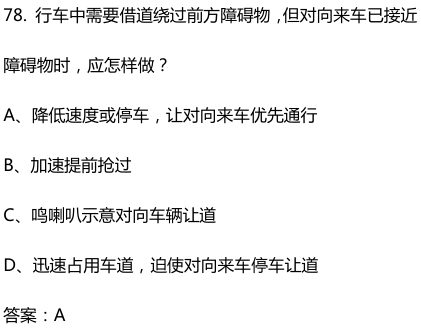 78. 行车中需要借道绕过前方障碍物，但对向来车已接近
障碍物时，应怎样做？
A、降低速度或停车，让对向来车优先通行
B、加速提前抢过
C、鸣喇叭示意对向车辆让道
D、迅速占用车道，迫使对向来车停车让道
答案：A